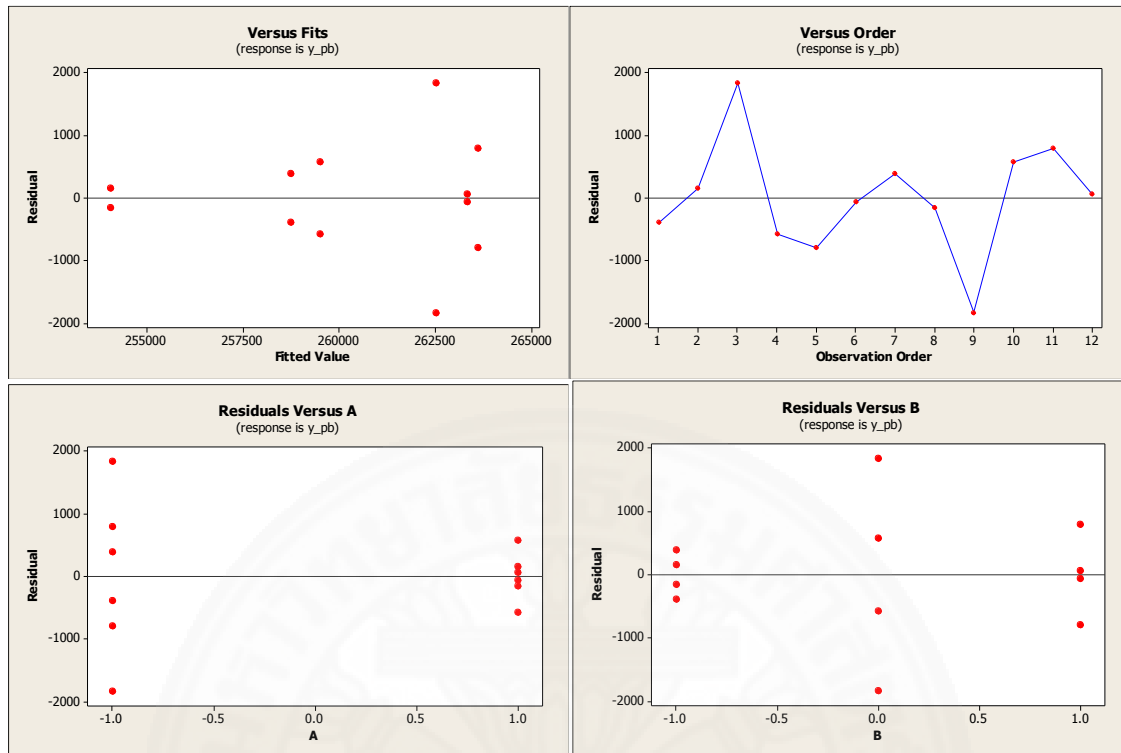 Versus Fits
(response is y_pb)
2000
1000
0
-1000
-2000
Residual
255000 257500 260000 262500 265000
Fitted Value
Versus Order
(response is y_pb)
2000
1000
0
-1000
-2000
Residual
1 2 3 4 5 6 7 8 9 10 11 12
Observation Order
Residuals Versus A
(response is y_pb)
2000
1000
0
-1000
-2000
Residual
-1.0 -0.5 0.0 0.5 1.0
A
Residuals Versus B
(response is y_pb)
2000
1000
0
-1000
-2000
Residual
-1.0 -0.5 0.0 0.5 1.0
B